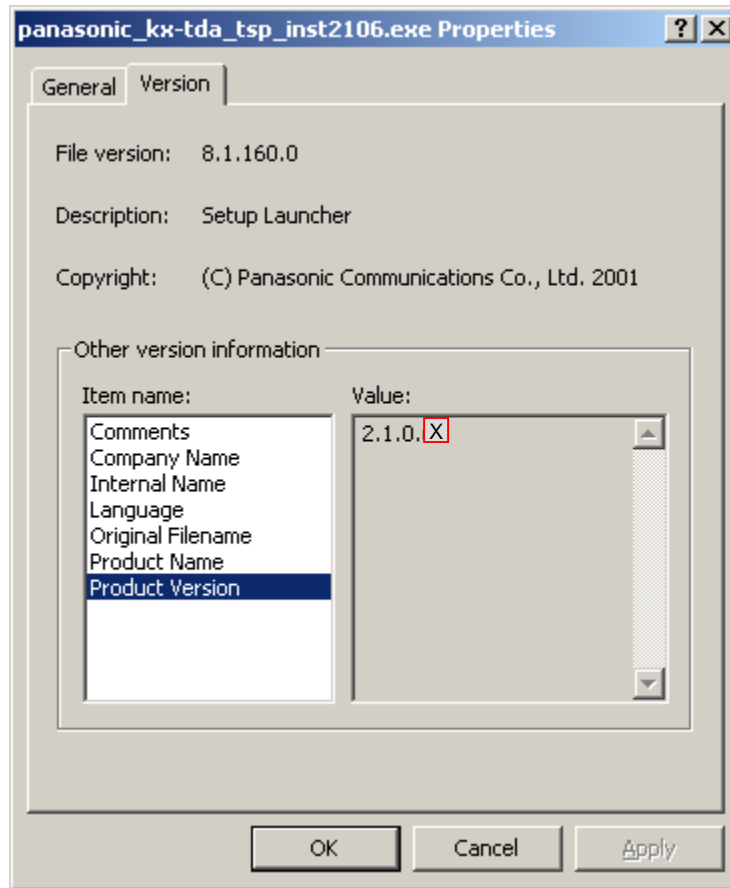 panasonic_kx-tda_tsp_inst2106.exe Properties
General
Version
File version: 8.1.160.0
Description: Setup Launcher
Copyright: (C) Panasonic Communications Co., Ltd. 2001
Other version information
Item name:
Value:
Comments
Company Name
Internal Name
Language
Original Filename
Product Name
Product Version
2.1.0.X
OK
Cancel
Apply